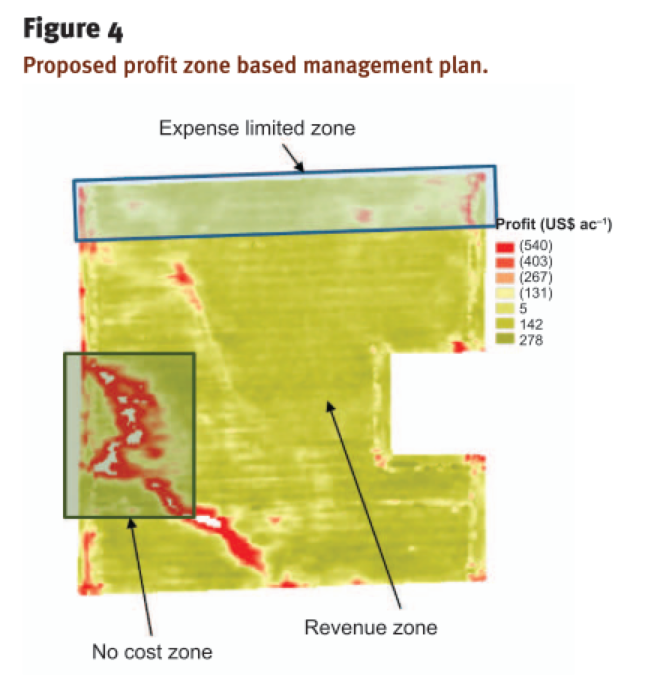 Figure 4
Proposed profit zone based management plan.
Expense limited zone
Profit (US$ ac⁻¹)
(540)
(403)
(267)
(131)
5
142
278
Revenue zone
No cost zone